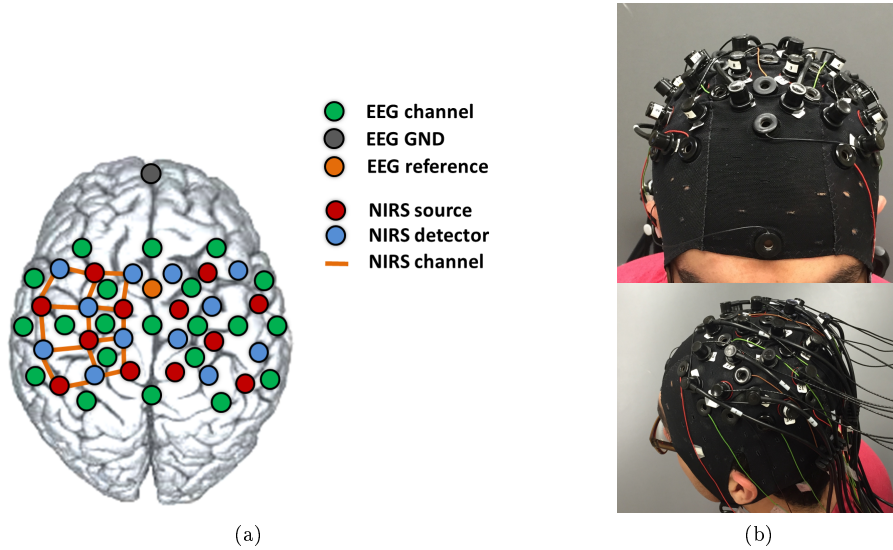 EEG channel
EEG GND
EEG reference
NIRS source
NIRS detector
NIRS channel
(a)
(b)